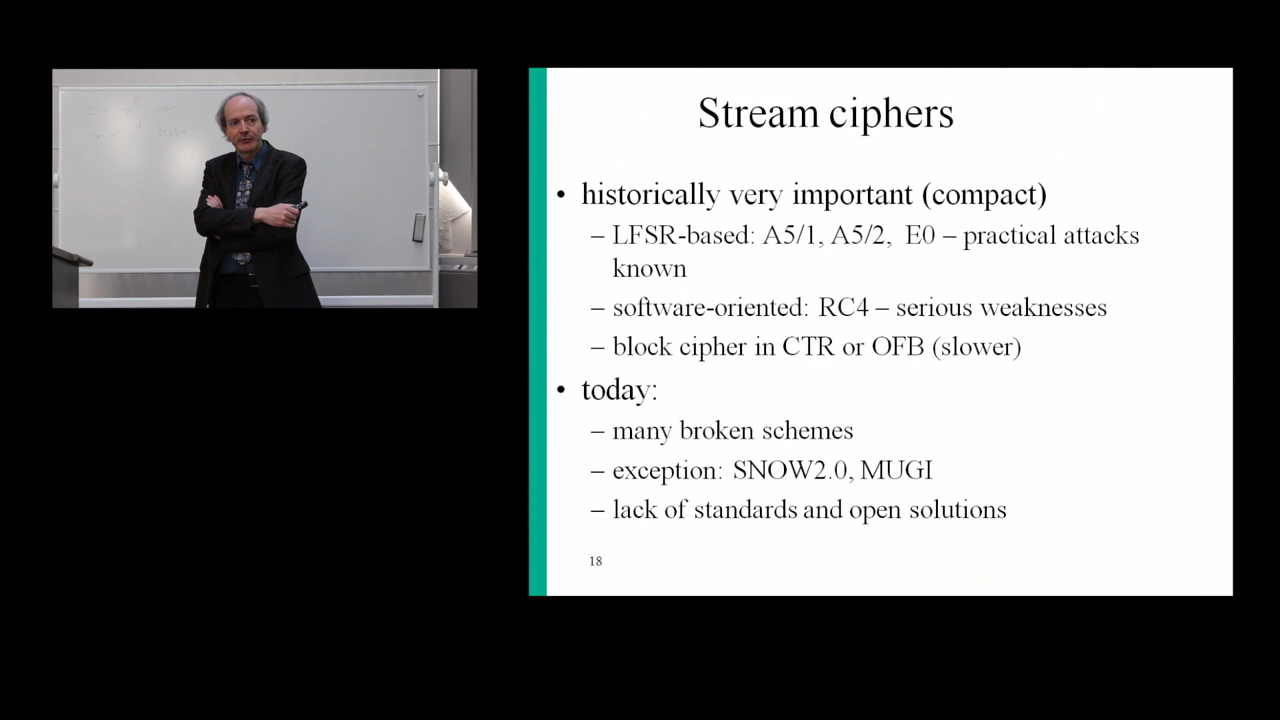 Stream ciphers
• historically very important (compact)
– LFSR-based: A5/1, A5/2, E0 – practical attacks
known
– software-oriented: RC4 – serious weaknesses
– block cipher in CTR or OFB (slower)
• today:
– many broken schemes
– exception: SNOW2.0, MUGI
– lack of standards and open solutions
18